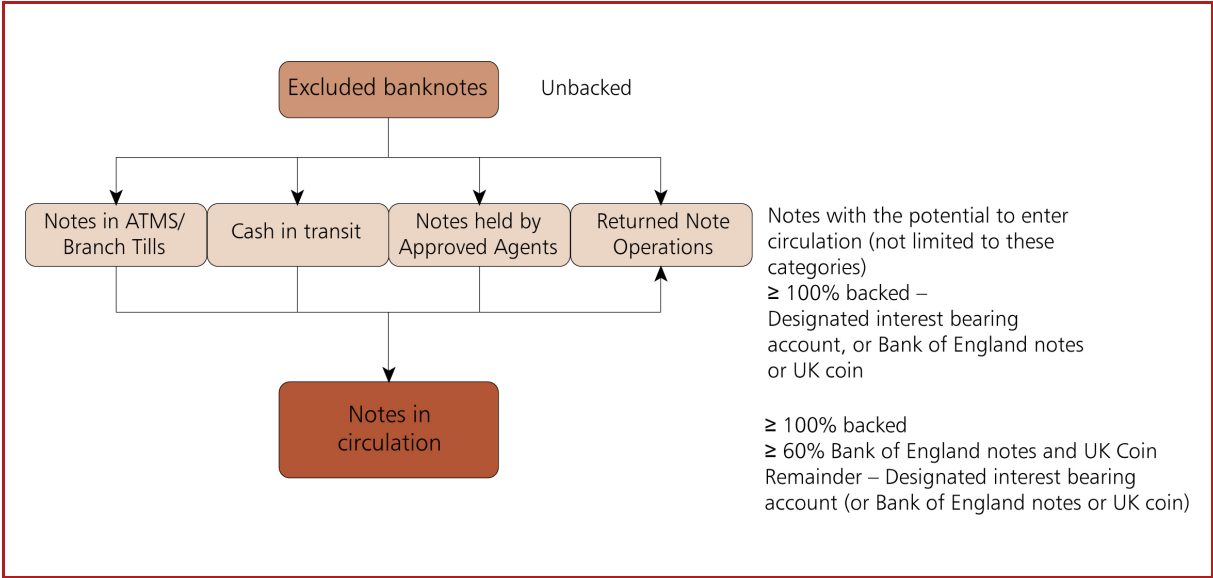 Excluded banknotes
Unbacked
Notes in ATMS/
Branch Tills
Cash in transit
Notes held by
Approved Agents
Returned Note
Operations
Notes with the potential to enter
circulation (not limited to these
categories)
≥ 100% backed –
Designated interest bearing
account, or Bank of England notes
or UK coin
Notes in
circulation
≥ 100% backed
≥ 60% Bank of England notes and UK Coin
Remainder – Designated interest bearing
account (or Bank of England notes or UK coin)